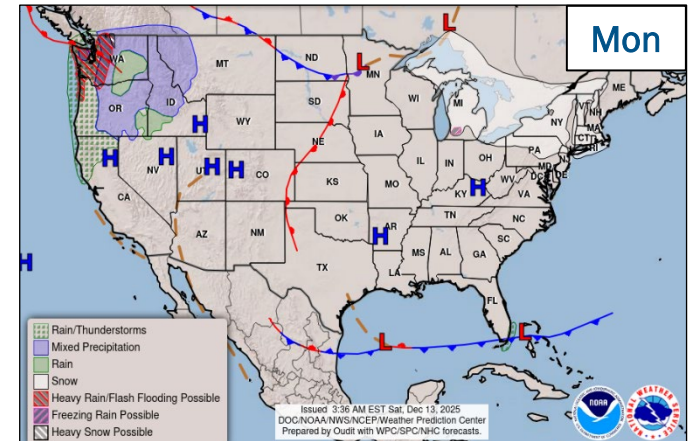 Mon
L
L
WA
MT
ND
MN
OR
ID
SD
WI
MI
ME
VT
NH
NY
MA
CT
RI
H
WY
NE
IA
PA
H
H
NV
UT
H
H
CO
IL
IN
OH
MD
DE
DC
WV
VA
KS
MO
KY
H
CA
AZ
NM
OK
AR
H
TN
NC
SC
MS
AL
GA
TX
LA
H
FL
L
L
Rain/Thunderstorms
Mixed Precipitation
Rain
Snow
Heavy Rain/Flash Flooding Possible
Freezing Rain Possible
Heavy Snow Possible
Issued 3:36 AM EST Sat, Dec 13, 2025
DOC/NOAA/NWS/NCEP/Weather Prediction Center
Prepared by Oudit with WPC/SPC/NHC forecasts.
NOAA